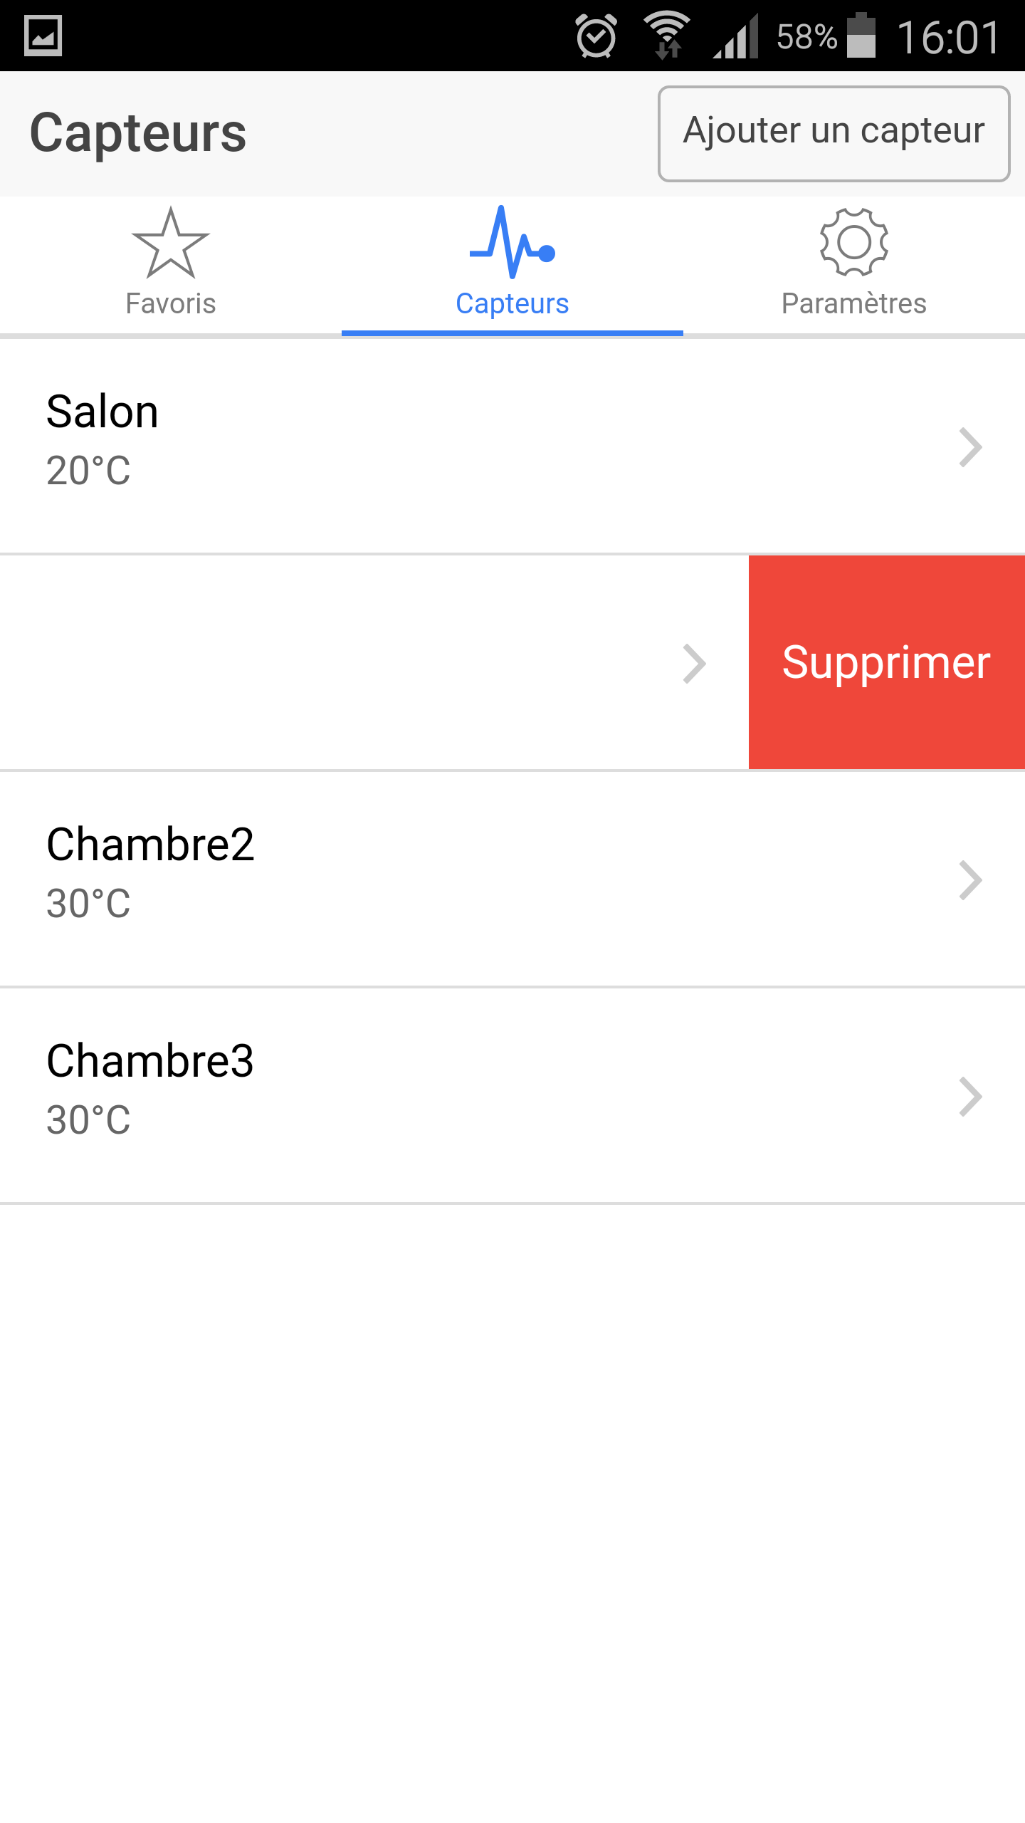 58% 16:01
Capteurs
Ajouter un capteur
Favoris
Capteurs
Paramètres
Salon
20°C
Supprimer
Chambre2
30°C
Chambre3
30°C